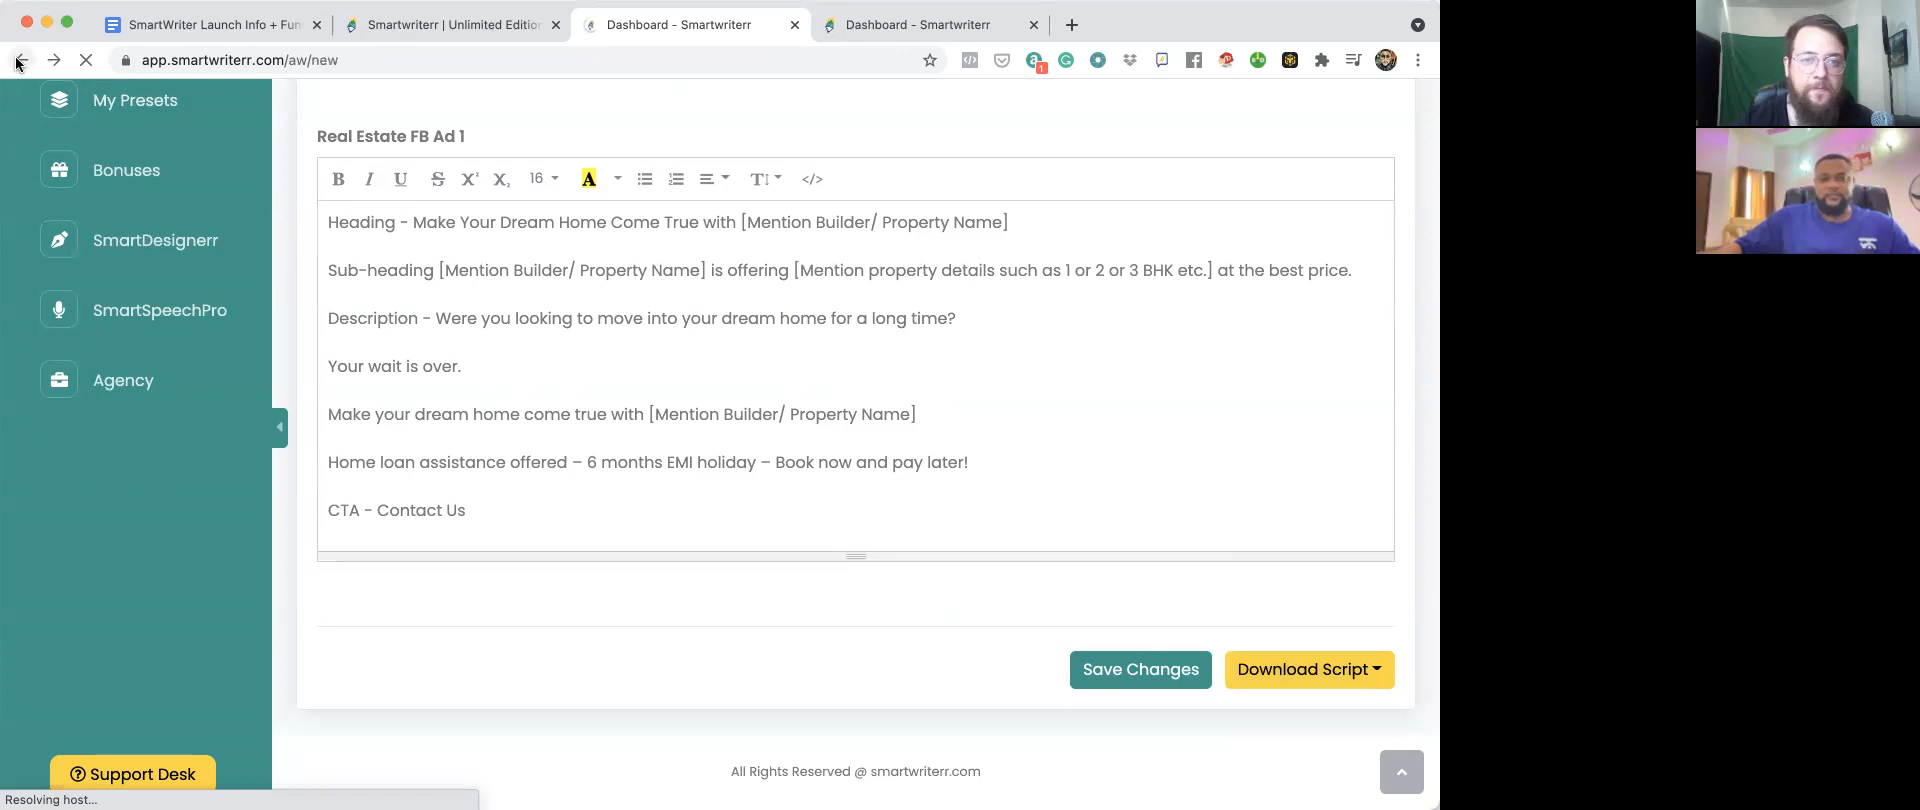 SmartWriter Launch Info + Fun
Smartwriterr | Unlimited Editio
Dashboard - Smartwriterr
Dashboard - Smartwriterr
app.smartwriterr.com/aw/new
1
My Presets
Bonuses
SmartDesignerr
SmartSpeechPro
Agency
Support Desk
Resolving host...
Real Estate FB Ad 1
B I U S X² X₂ 16 A T </>
Heading - Make Your Dream Home Come True with [Mention Builder/ Property Name]
Sub-heading [Mention Builder/ Property Name] is offering [Mention property details such as 1 or 2 or 3 BHK etc.] at the best price.
Description - Were you looking to move into your dream home for a long time?
Your wait is over.
Make your dream home come true with [Mention Builder/ Property Name]
Home loan assistance offered – 6 months EMI holiday – Book now and pay later!
CTA - Contact Us
Save Changes
Download Script
All Rights Reserved @ smartwriterr.com